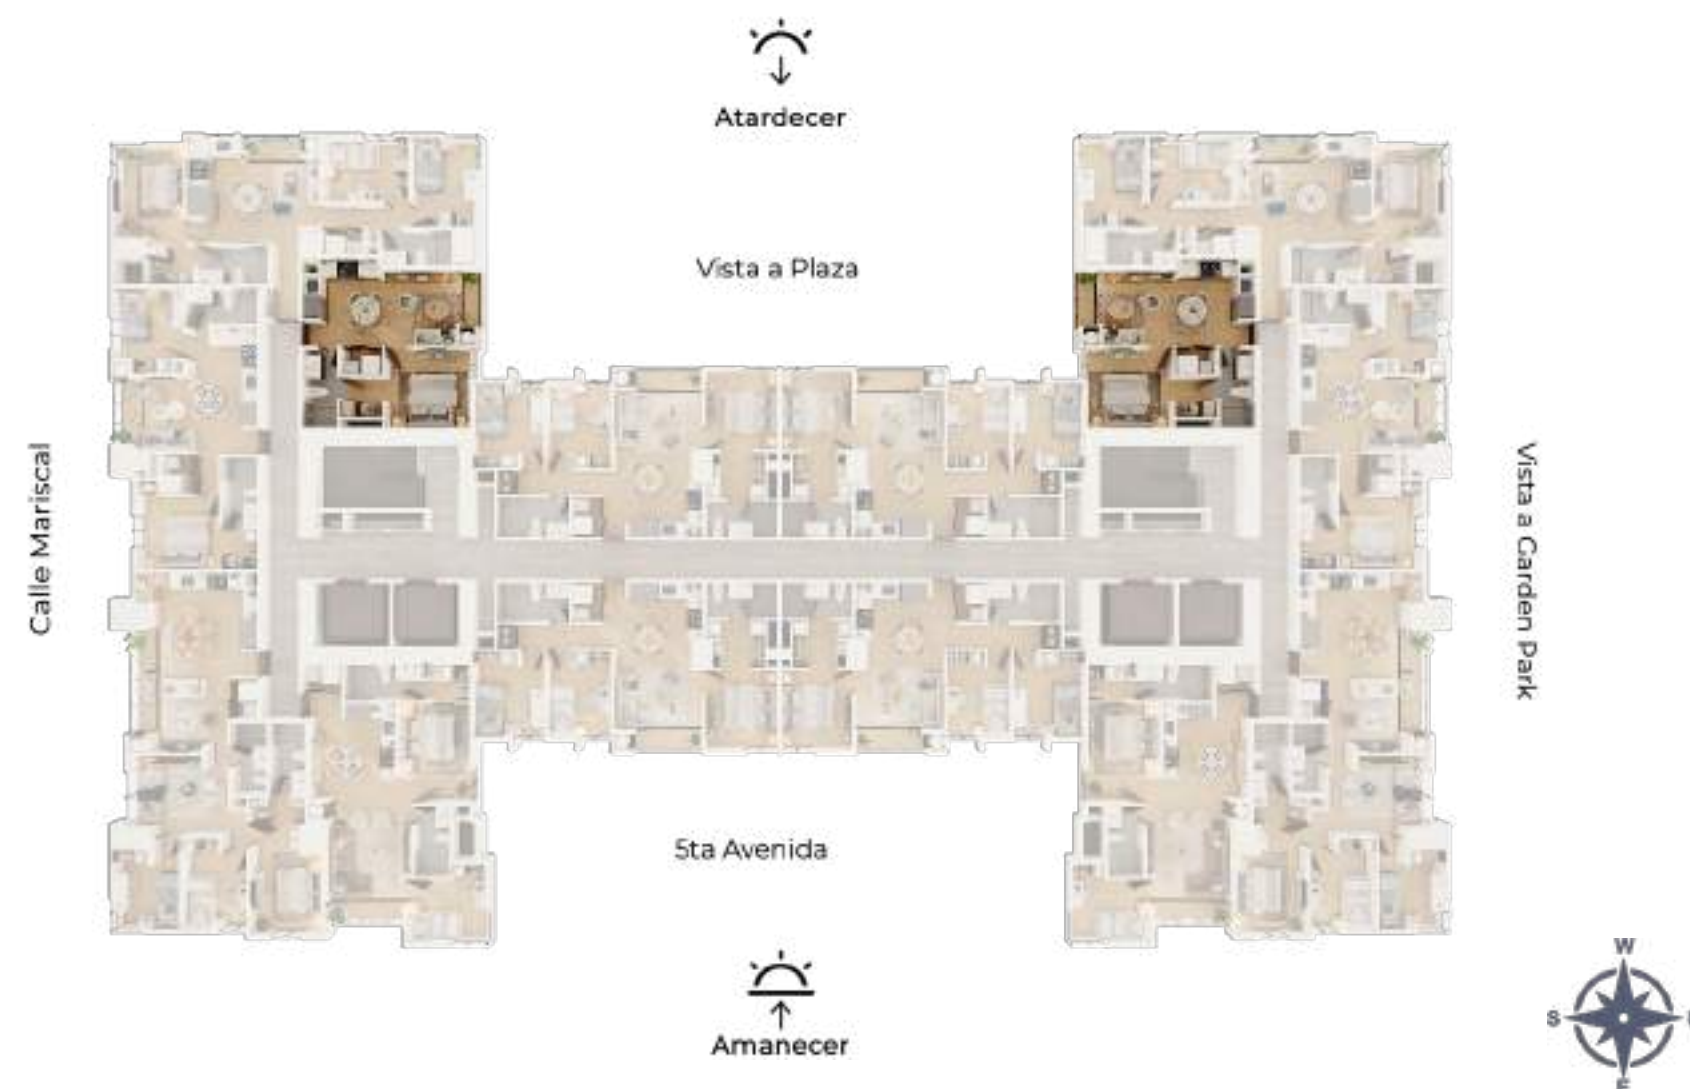 Atardecer
Vista a Plaza
Calle Mariscal
Vista a Garden Park
5ta Avenida
Amanecer
W
S
E